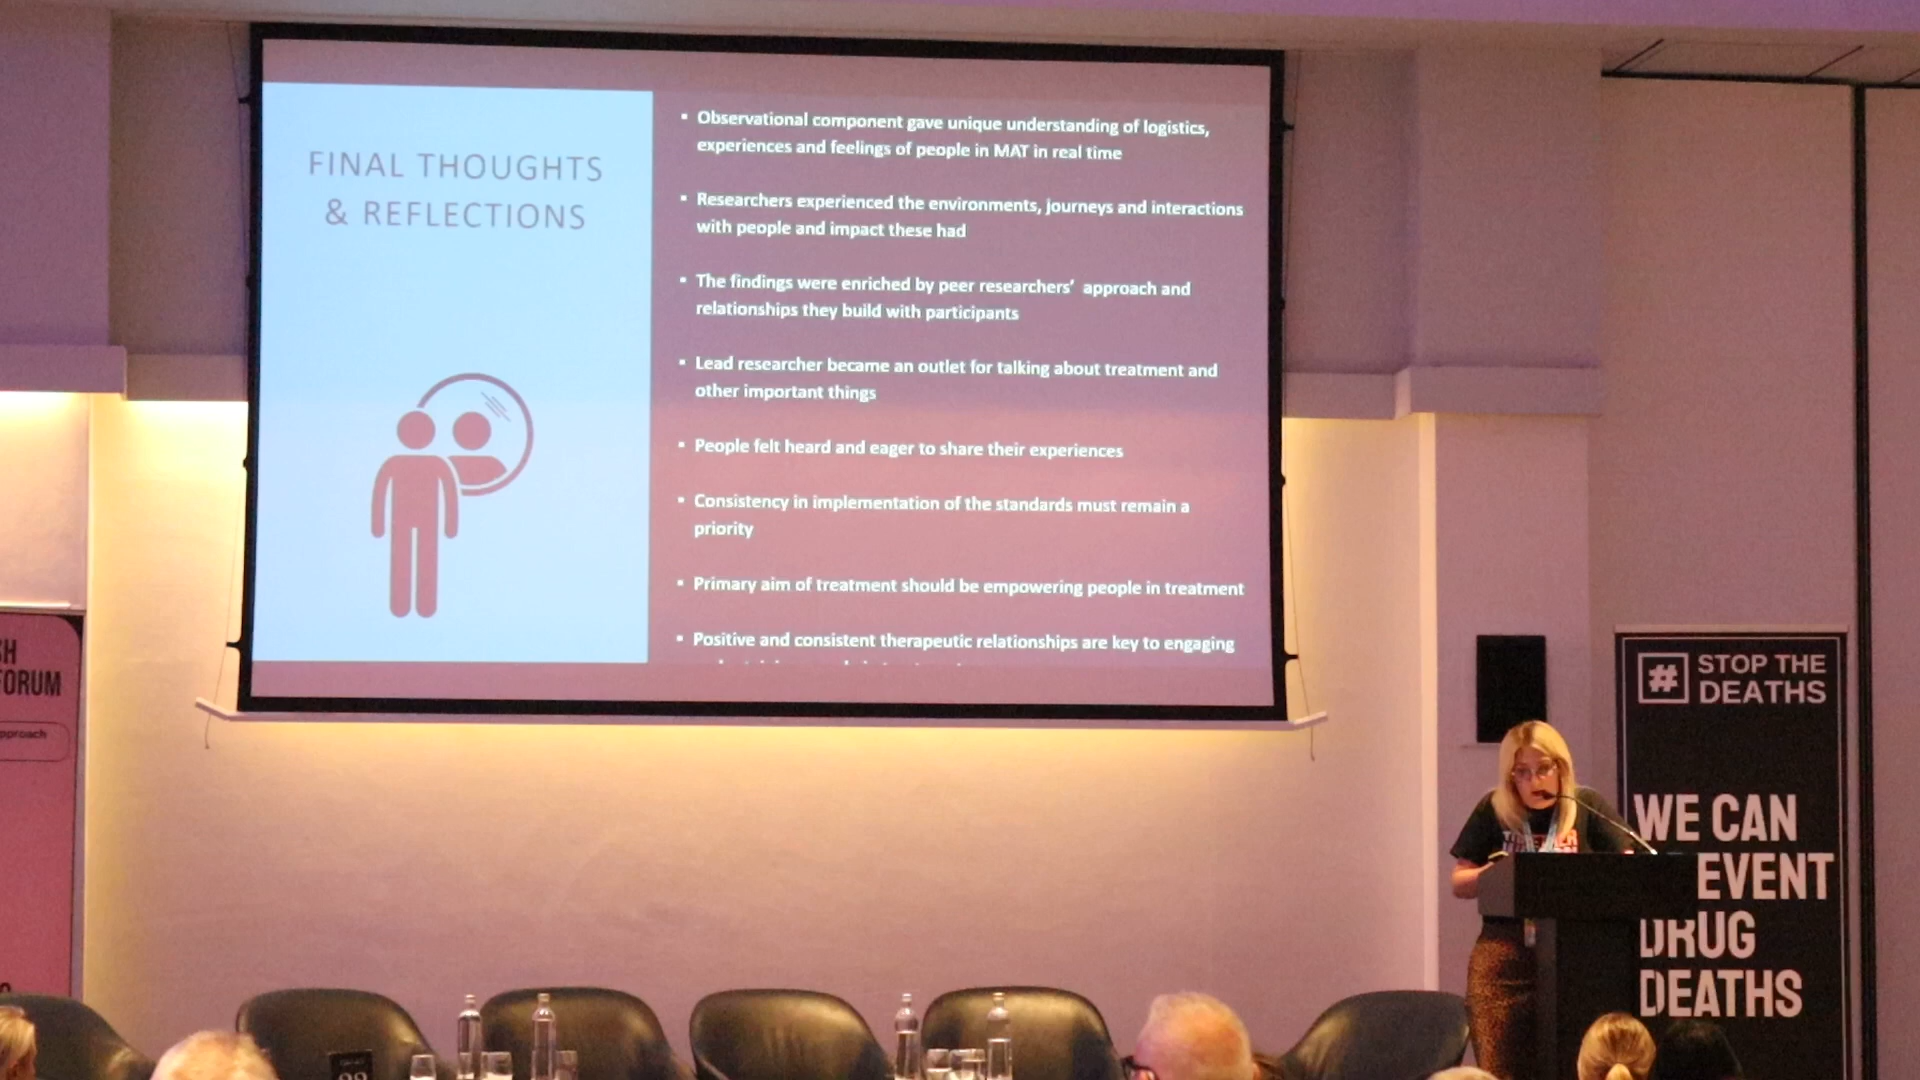 FINAL THOUGHTS
& REFLECTIONS
▪ Observational component gave unique understanding of logistics,
experiences and feelings of people in MAT in real time
▪ Researchers experienced the environments, journeys and interactions
with people and impact these had
▪ The findings were enriched by peer researchers’ approach and
relationships they build with participants
▪ Lead researcher became an outlet for talking about treatment and
other important things
▪ People felt heard and eager to share their experiences
▪ Consistency in implementation of the standards must remain a
priority
▪ Primary aim of treatment should be empowering people in treatment
▪ Positive and consistent therapeutic relationships are key to engaging
SH
FORUM
pproach
# STOP THE
DEATHS
WE CAN
EVENT
DRUG
DEATHS